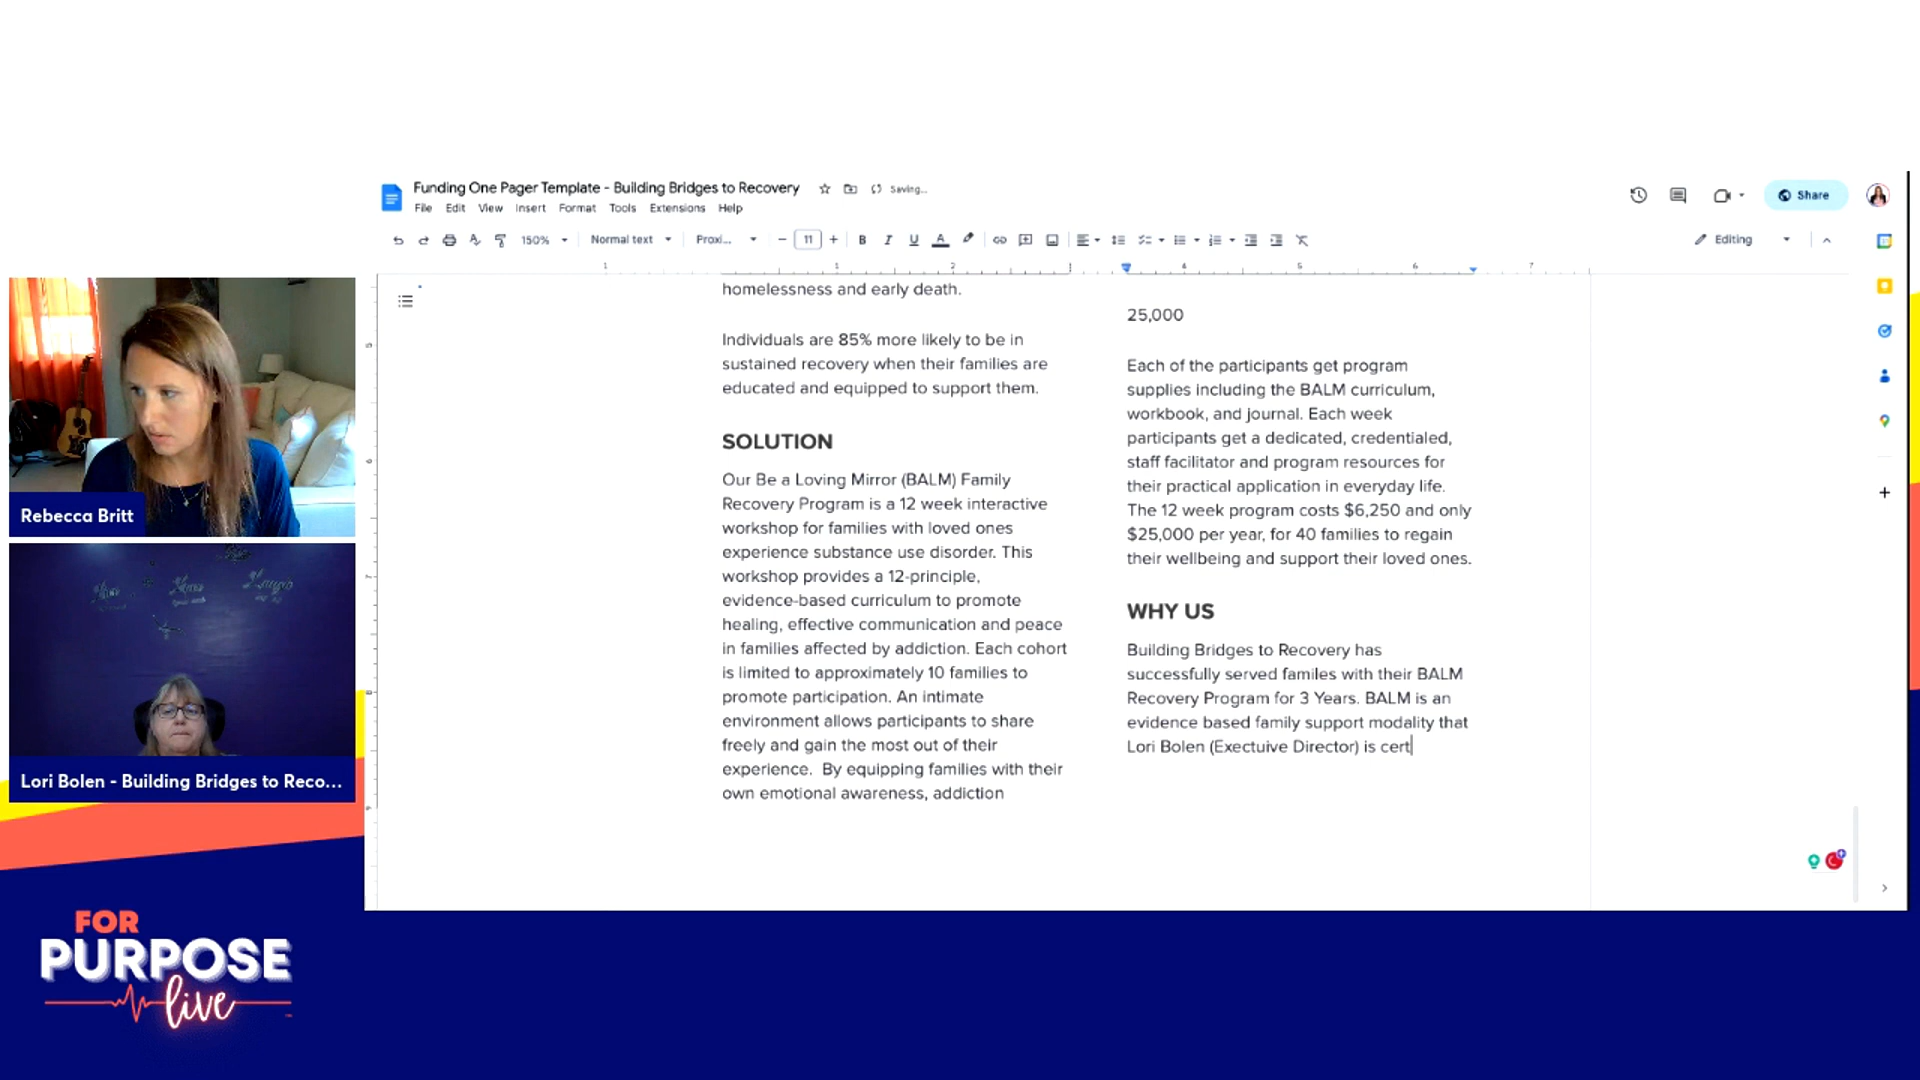 Funding One Pager Template - Building Bridges to Recovery
Saving...
File Edit View Insert Format Tools Extensions Help
Share
150% Normal text Proxi... 11 B I U A Editing
1 1 2 3 4 5 6 7
homelessness and early death.
Individuals are 85% more likely to be in
sustained recovery when their families are
educated and equipped to support them.
SOLUTION
Our Be a Loving Mirror (BALM) Family
Recovery Program is a 12 week interactive
workshop for families with loved ones
experience substance use disorder. This
workshop provides a 12-principle,
evidence-based curriculum to promote
healing, effective communication and peace
in families affected by addiction. Each cohort
is limited to approximately 10 families to
promote participation. An intimate
environment allows participants to share
freely and gain the most out of their
experience. By equipping families with their
own emotional awareness, addiction
25,000
Each of the participants get program
supplies including the BALM curriculum,
workbook, and journal. Each week
participants get a dedicated, credentialed,
staff facilitator and program resources for
their practical application in everyday life.
The 12 week program costs $6,250 and only
$25,000 per year, for 40 families to regain
their wellbeing and support their loved ones.
WHY US
Building Bridges to Recovery has
successfully served familes with their BALM
Recovery Program for 3 Years. BALM is an
evidence based family support modality that
Lori Bolen (Exectuive Director) is cert
Rebecca Britt
Lori Bolen - Building Bridges to Reco...
FOR
PURPOSE
live